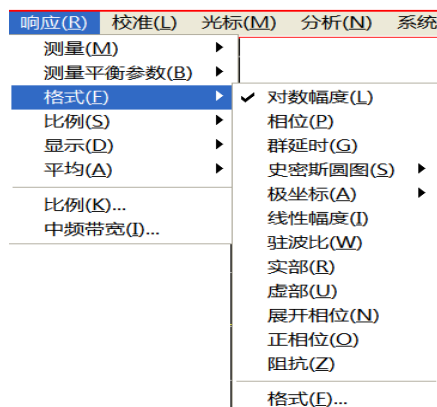 响应(R) 校准(L) 光标(M) 分析(N) 系统
测量(M)
测量平衡参数(B)
格式(F)
比例(S)
显示(D)
平均(A)
比例(K)...
中频带宽(I)...
对数幅度(L)
相位(P)
群延时(G)
史密斯圆图(S)
极坐标(A)
线性幅度(I)
驻波比(W)
实部(R)
虚部(U)
展开相位(N)
正相位(O)
阻抗(Z)
格式(F)...